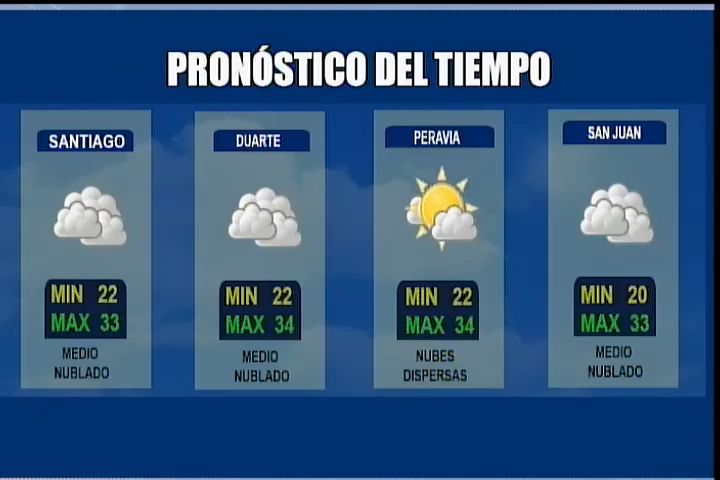 PRONÓSTICO DEL TIEMPO
SANTIAGO
MIN 22
MAX 33
MEDIO
NUBLADO
DUARTE
MIN 22
MAX 34
MEDIO
NUBLADO
PERAVIA
MIN 22
MAX 34
NUBES
DISPERSAS
SAN JUAN
MIN 20
MAX 33
MEDIO
NUBLADO